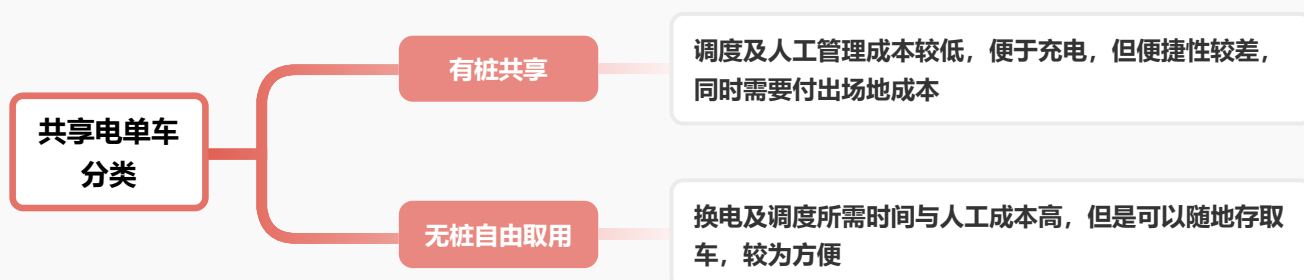 共享电单车
分类
有桩共享
调度及人工管理成本较低，便于充电，但便捷性较差，
同时需要付出场地成本
无桩自由取用
换电及调度所需时间与人工成本高，但是可以随地存取
车，较为方便